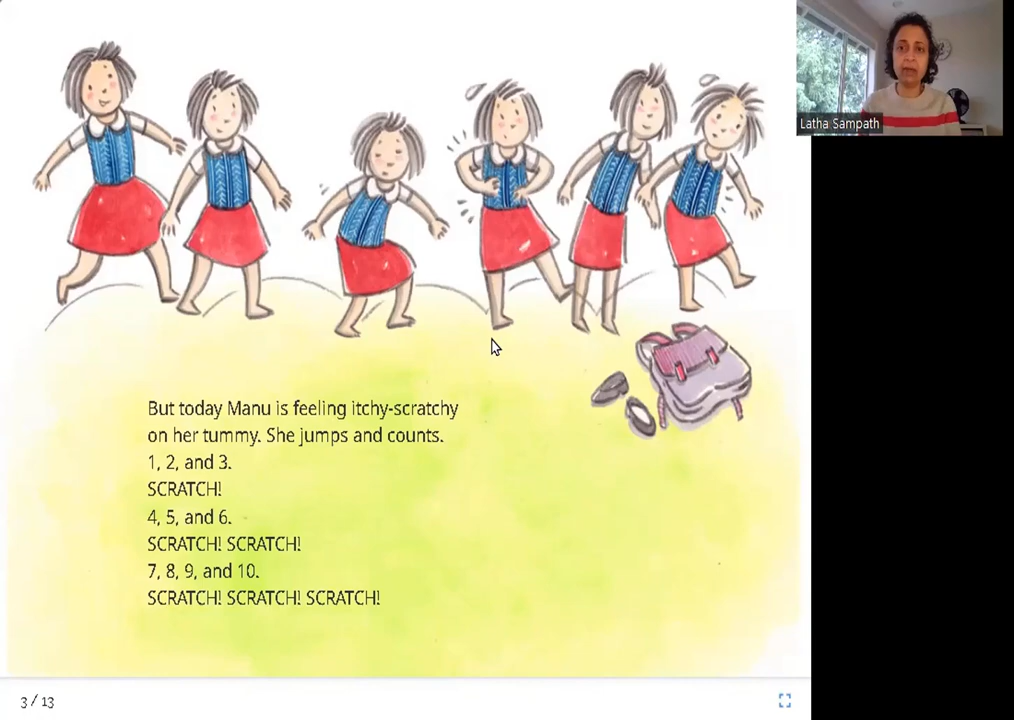 Latha Sampath
But today Manu is feeling itchy-scratchy
on her tummy. She jumps and counts.
1, 2, and 3.
SCRATCH!
4, 5, and 6.
SCRATCH! SCRATCH!
7, 8, 9, and 10.
SCRATCH! SCRATCH! SCRATCH!
3 / 13